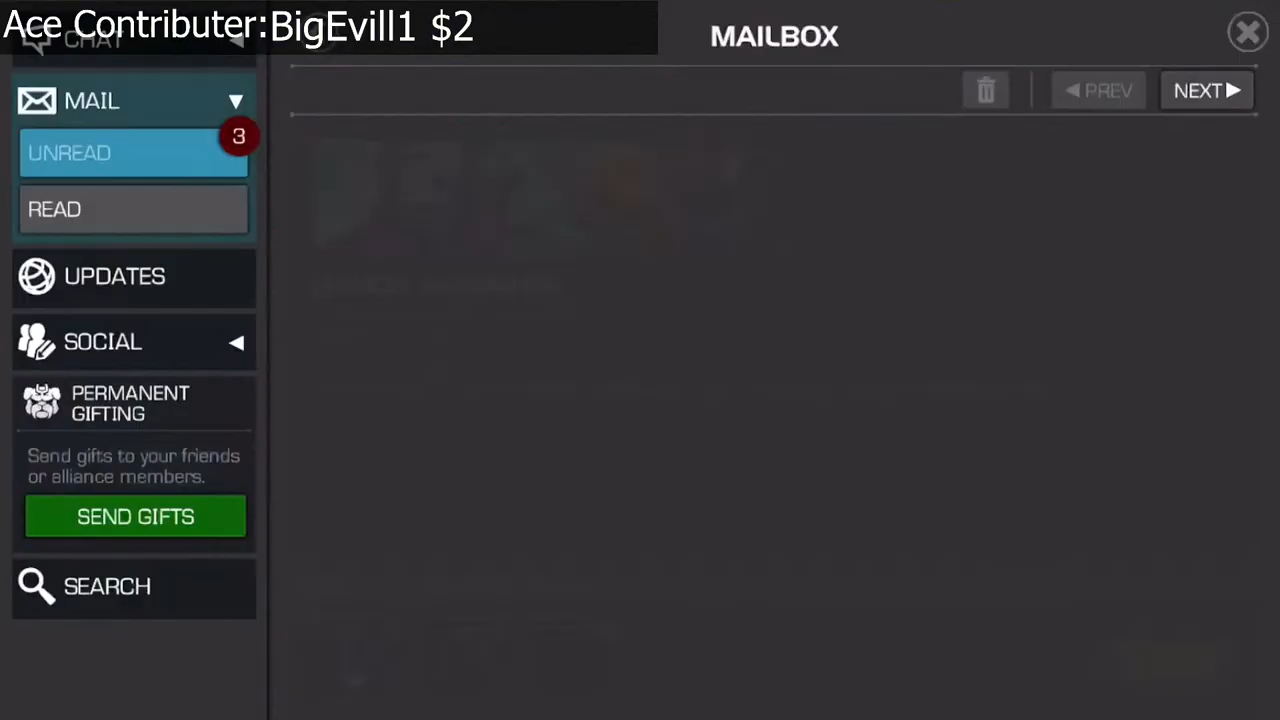 Ace Contributer:BigEvill1 $2
CHAT
MAILBOX
MAIL
3
UNREAD
READ
PREV
NEXT
UPDATES
SOCIAL
PERMANENT
GIFTING
Send gifts to your friends
or alliance members.
SEND GIFTS
SEARCH